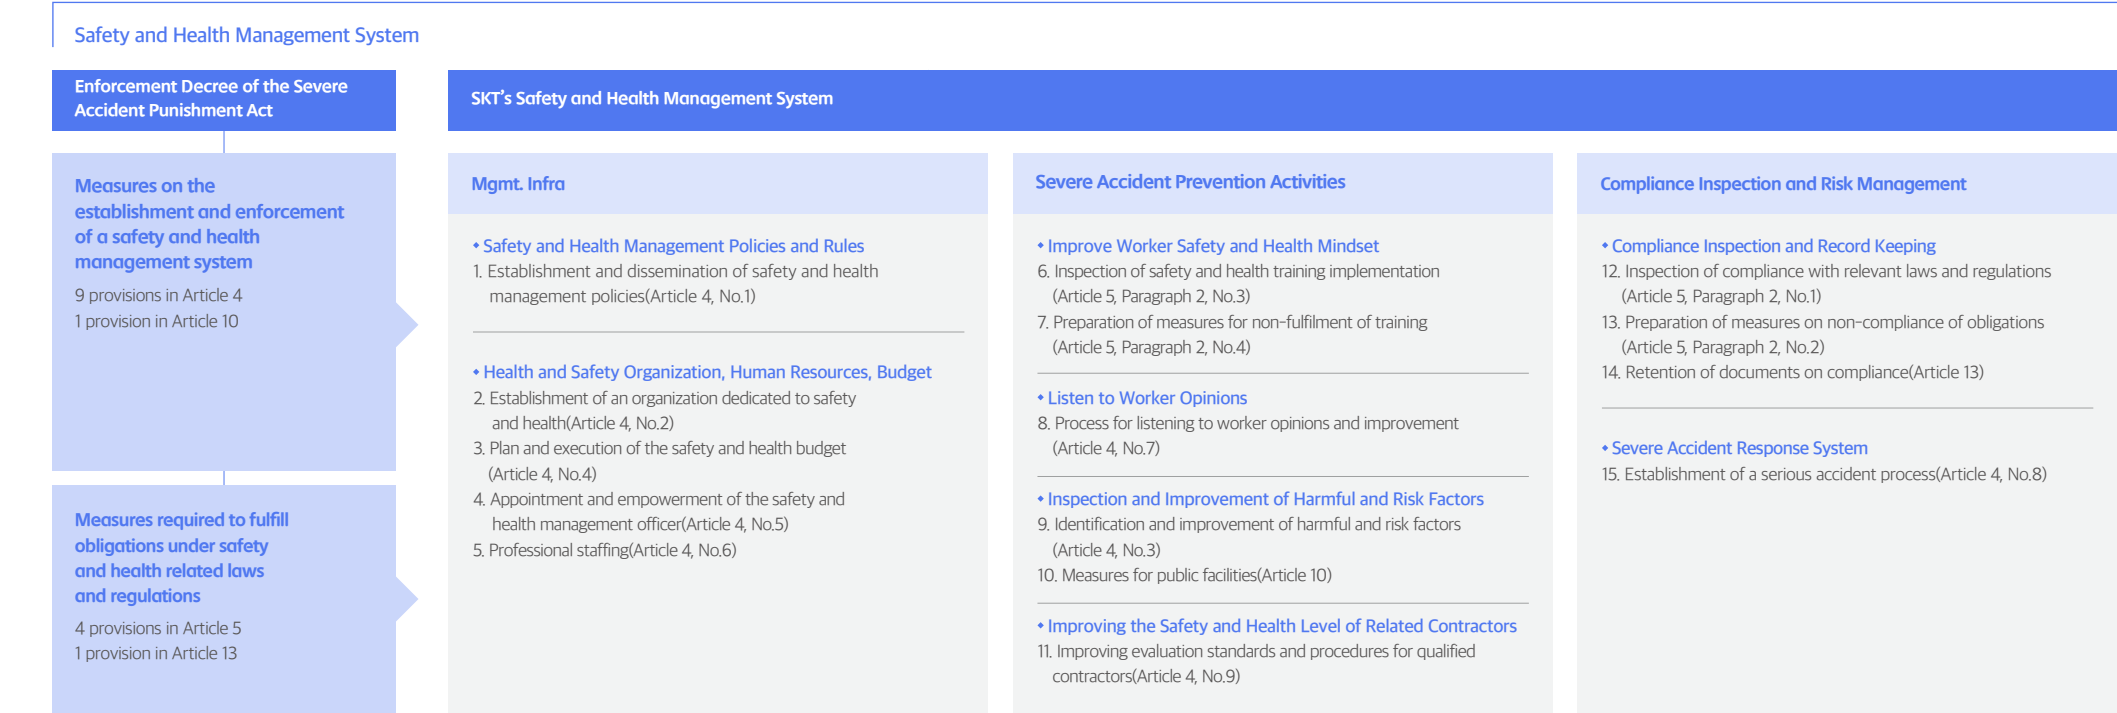 Safety and Health Management System
Enforcement Decree of the Severe
Accident Punishment Act
Measures on the
establishment and enforcement
of a safety and health
management system
9 provisions in Article 4
1 provision in Article 10
Measures required to fulfill
obligations under safety
and health related laws
and regulations
4 provisions in Article 5
1 provision in Article 13
SKT's Safety and Health Management System
Mgmt. Infra
• Safety and Health Management Policies and Rules
1. Establishment and dissemination of safety and health
management policies(Article 4, No.1)
• Health and Safety Organization, Human Resources, Budget
2. Establishment of an organization dedicated to safety
and health(Article 4, No.2)
3. Plan and execution of the safety and health budget
(Article 4, No.4)
4. Appointment and empowerment of the safety and
health management officer(Article 4, No.5)
5. Professional staffing(Article 4, No.6)
Severe Accident Prevention Activities
• Improve Worker Safety and Health Mindset
6. Inspection of safety and health training implementation
(Article 5, Paragraph 2, No.3)
7. Preparation of measures for non-fulfilment of training
(Article 5, Paragraph 2, No.4)
• Listen to Worker Opinions
8. Process for listening to worker opinions and improvement
(Article 4, No.7)
• Inspection and Improvement of Harmful and Risk Factors
9. Identification and improvement of harmful and risk factors
(Article 4, No.3)
10. Measures for public facilities(Article 10)
• Improving the Safety and Health Level of Related Contractors
11. Improving evaluation standards and procedures for qualified
contractors(Article 4, No.9)
Compliance Inspection and Risk Management
• Compliance Inspection and Record Keeping
12. Inspection of compliance with relevant laws and regulations
(Article 5, Paragraph 2, No.1)
13. Preparation of measures on non-compliance of obligations
(Article 5, Paragraph 2, No.2)
14. Retention of documents on compliance(Article 13)
• Severe Accident Response System
15. Establishment of a serious accident process(Article 4, No.8)